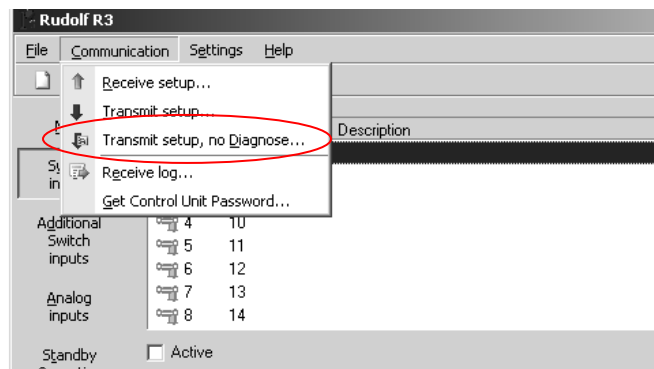 Rudolf R3
File Communication Settings Help
Receive setup...
Transmit setup...
Transmit setup, no Diagnose...
Receive log...
Get Control Unit Password...
Description
Additional
Switch
inputs
Analog
inputs
Standby
4 10
5 11
6 12
7 13
8 14
Active